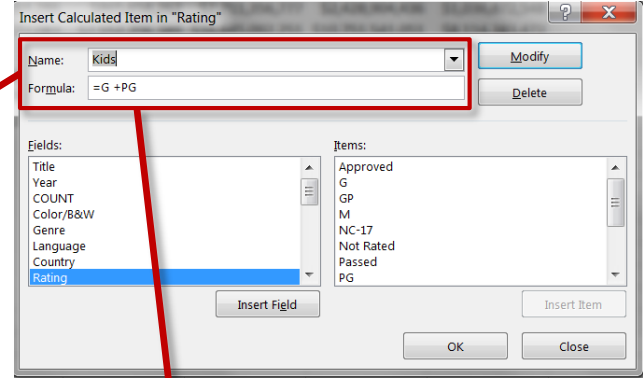 Insert Calculated Item in "Rating"
Name: Kids
Modify
Formula: =G +PG
Delete
Fields:
Items:
Title
Year
COUNT
Color/B&W
Genre
Language
Country
Rating
Approved
G
GP
M
NC-17
Not Rated
Passed
PG
Insert Field
Insert Item
OK
Close